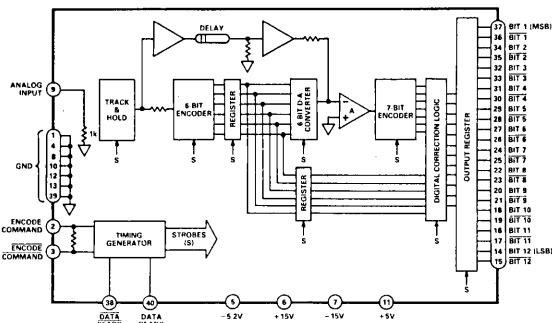 DELAY
ANALOG
INPUT
9
1k
TRACK
&
HOLD
6-BIT
ENCODER
REGISTER
6 BIT D/A
CONVERTER
−
+
A
7 BIT
ENCODER
DIGITAL CORRECTION LOGIC
OUTPUT REGISTER
REGISTER
S
S
S
S
S
S
S
S
GND
1
4
8
10
12
13
39
ENCODE
COMMAND
2
ENCODE
COMMAND
3
TIMING
GENERATOR
STROBES
(S)
37 BIT 1 (MSB)
36 BIT 1
34 BIT 2
35 BIT 2
32 BIT 3
33 BIT 3
31 BIT 4
30 BIT 4
29 BIT 5
28 BIT 5
27 BIT 6
26 BIT 6
24 BIT 7
25 BIT 7
22 BIT 8
23 BIT 8
20 BIT 9
21 BIT 9
18 BIT 10
19 BIT 10
16 BIT 11
17 BIT 11
14 BIT 12 (LSB)
15 BIT 12
38 40 5 6 7 11
DATA DATA −5.2V +15V −15V +5V